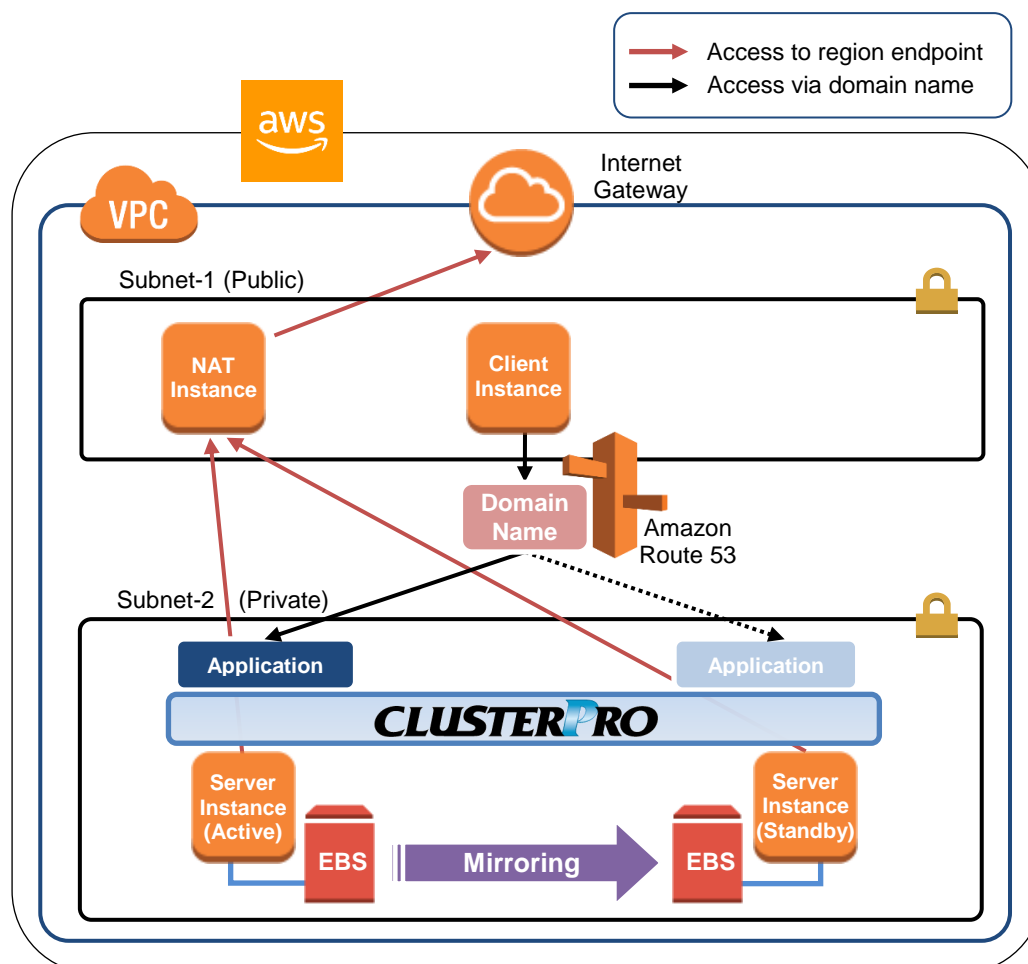 Access to region endpoint
Access via domain name
aws
Internet
Gateway
VPC
Subnet-1 (Public)
NAT
Instance
Client
Instance
Domain
Name
Amazon
Route 53
Subnet-2 (Private)
Application
Application
CLUSTERPRO
Server
Instance
(Active)
Server
Instance
(Standby)
EBS
Mirroring
EBS